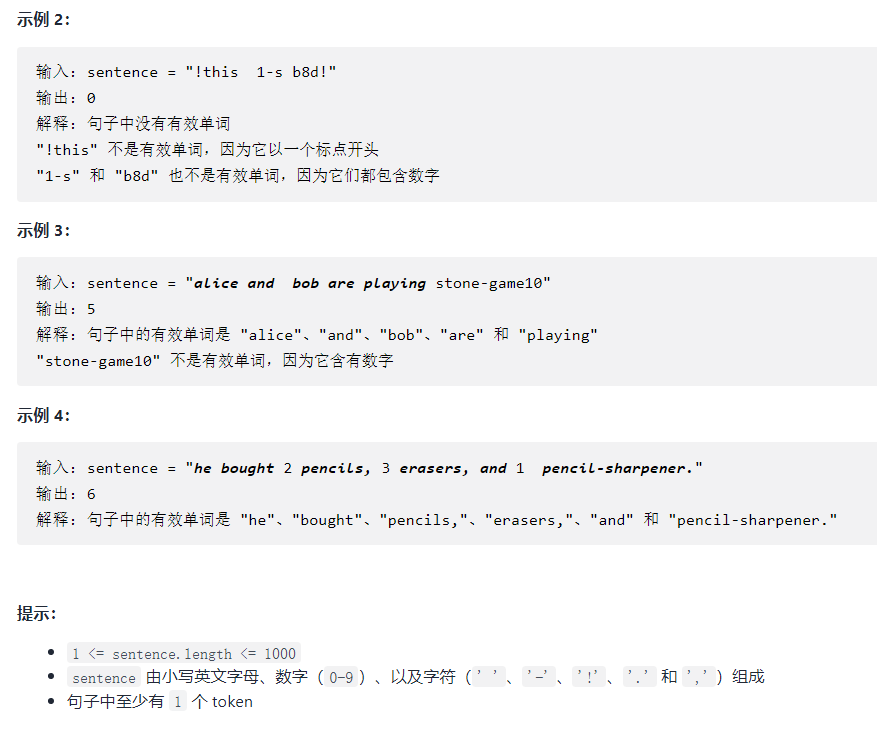 示例 2：
输入：sentence = "!this  1-s b8d!"
输出：0
解释：句子中没有有效单词
"!this" 不是有效单词，因为它以一个标点开头
"1-s" 和 "b8d" 也不是有效单词，因为它们都包含数字
示例 3：
输入：sentence = "alice and  bob are playing stone-game10"
输出：5
解释：句子中的有效单词是 "alice"、"and"、"bob"、"are" 和 "playing"
"stone-game10" 不是有效单词，因为它含有数字
示例 4：
输入：sentence = "he bought 2 pencils, 3 erasers, and 1  pencil-sharpener."
输出：6
解释：句子中的有效单词是 "he"、"bought"、"pencils,"、"erasers,"、"and" 和 "pencil-sharpener."
提示：
1 <= sentence.length <= 1000
sentence 由小写英文字母、数字（0-9）、以及字符（' '、'-'、'!'、'.' 和 ','）组成
句子中至少有 1 个 token